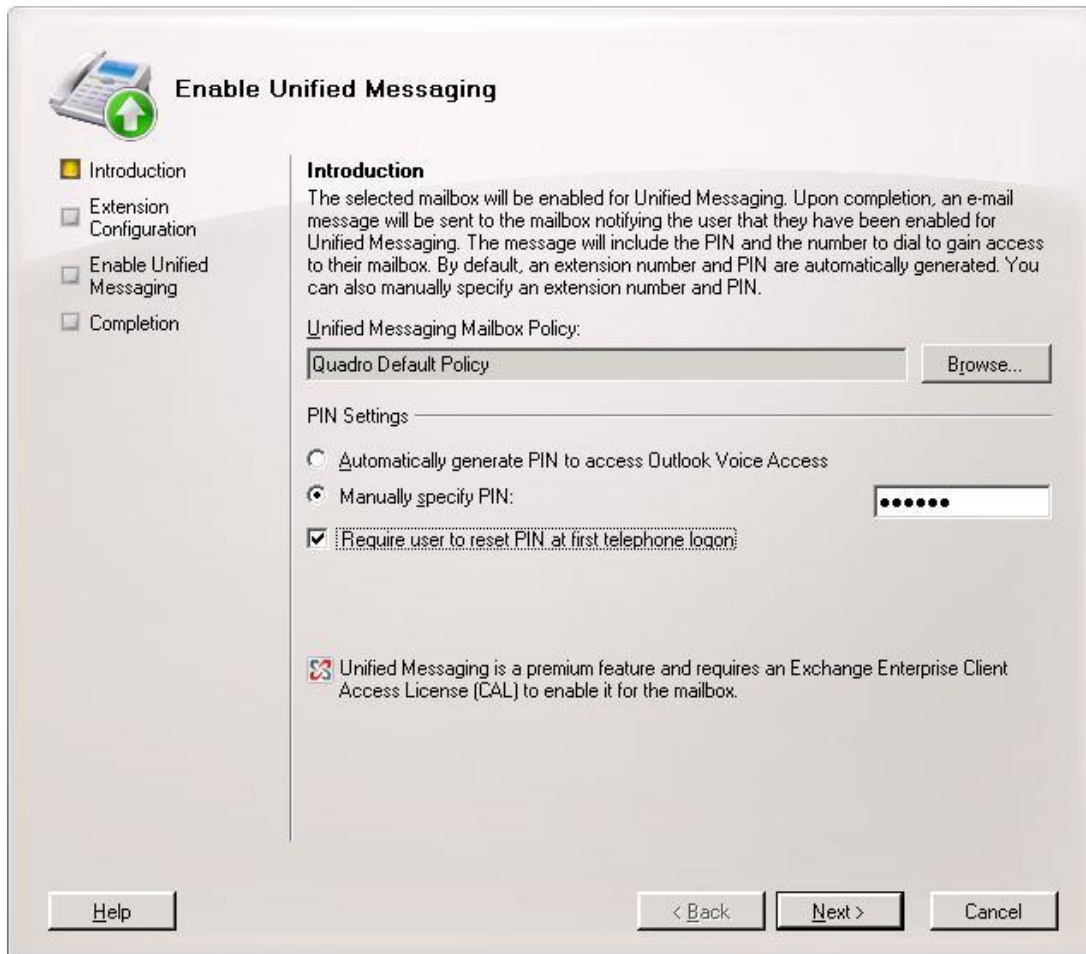 Enable Unified Messaging
Introduction
Extension
Configuration
Enable Unified
Messaging
Completion
Introduction
The selected mailbox will be enabled for Unified Messaging. Upon completion, an e-mail
message will be sent to the mailbox notifying the user that they have been enabled for
Unified Messaging. The message will include the PIN and the number to dial to gain access
to their mailbox. By default, an extension number and PIN are automatically generated. You
can also manually specify an extension number and PIN.
Unified Messaging Mailbox Policy:
Quadro Default Policy
Browse...
PIN Settings
Automatically generate PIN to access Outlook Voice Access
Manually specify PIN:
●●●●●●
Require user to reset PIN at first telephone logon
Unified Messaging is a premium feature and requires an Exchange Enterprise Client
Access License (CAL) to enable it for the mailbox.
Help
< Back
Next >
Cancel